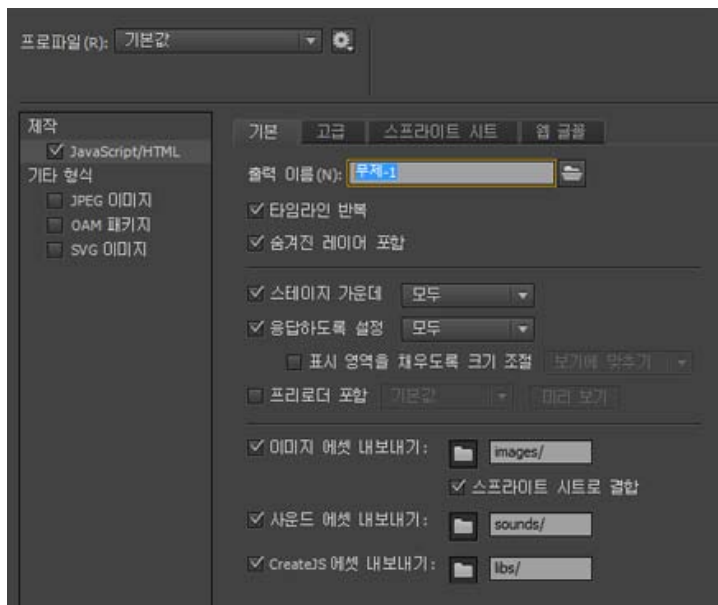 프로파일(R): 기본값
제작
JavaScript/HTML
기타 형식
JPEG 이미지
OAM 패키지
SVG 이미지
기본 고급 스프라이트 시트 웹 글꼴
출력 이름(N): 무제-1
타임라인 반복
숨겨진 레이어 포함
스테이지 가운데 모두
응답하도록 설정 모두
표시 영역을 채우도록 크기 조절 보기에 맞추기
프리로더 포함 기본값 미리 보기
이미지 에셋 내보내기: images/
스프라이트 시트로 결합
사운드 에셋 내보내기: sounds/
CreateJS 에셋 내보내기: libs/